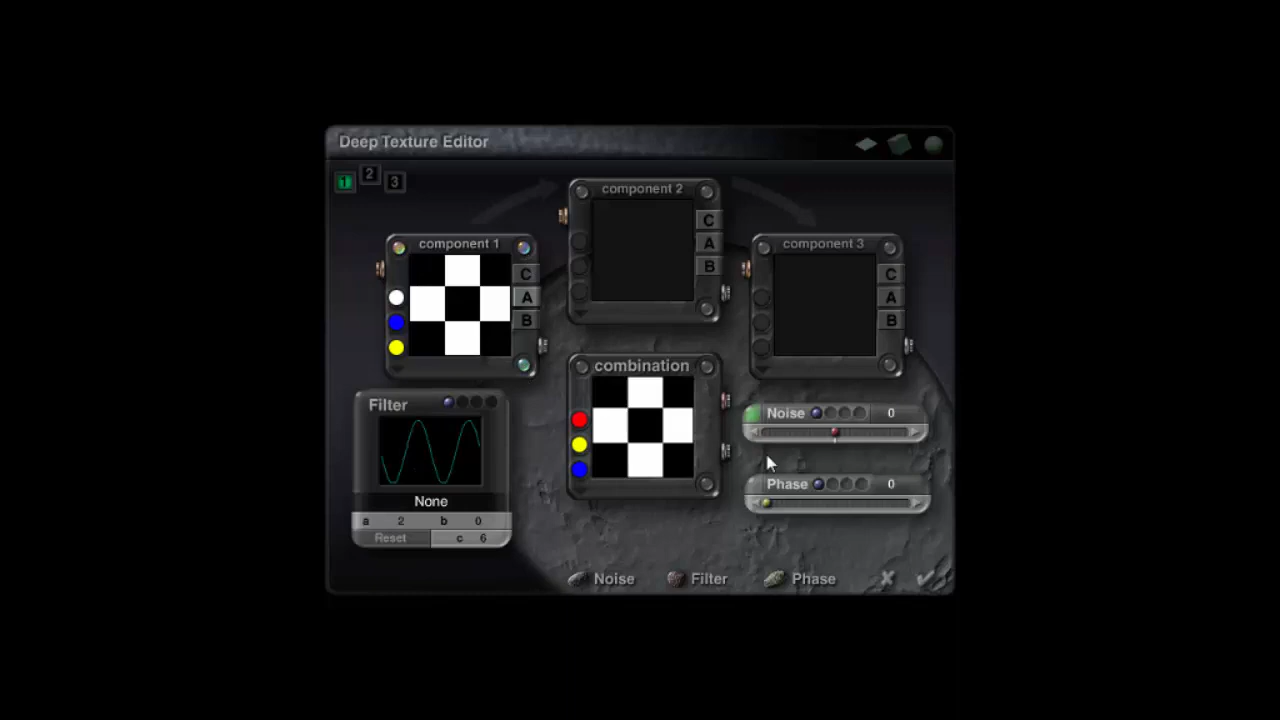 Deep Texture Editor
1 2 3
component 1
C
A
B
component 2
C
A
B
component 3
C
A
B
Filter
None
a 2 b 0
Reset c 6
combination
Noise 0
Phase 0
Noise Filter Phase